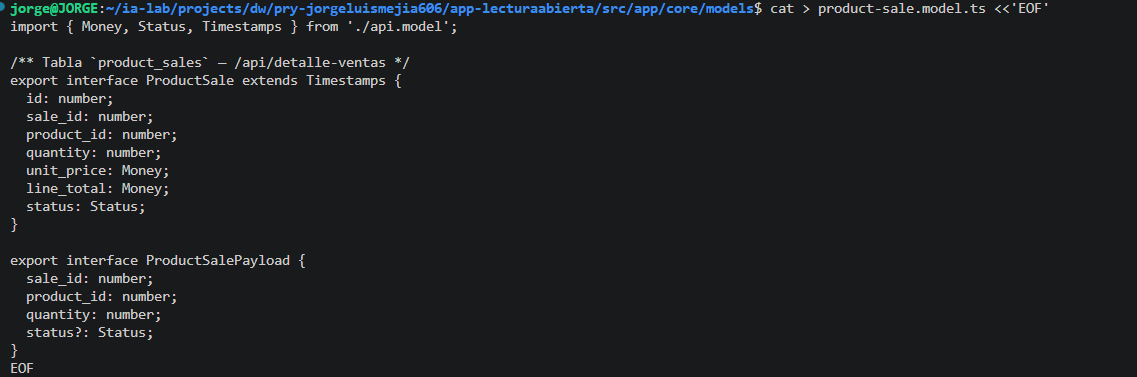 jorge@JORGE:~/ia-lab/projects/dw/pry-jorgeluismejia606/app-lecturaabierta/src/app/core/models$ cat > product-sale.model.ts <<'EOF'
import { Money, Status, Timestamps } from './api.model';

/** Tabla `product_sales` — /api/detalle-ventas */
export interface ProductSale extends Timestamps {
  id: number;
  sale_id: number;
  product_id: number;
  quantity: number;
  unit_price: Money;
  line_total: Money;
  status: Status;
}

export interface ProductSalePayload {
  sale_id: number;
  product_id: number;
  quantity: number;
  status?: Status;
}
EOF